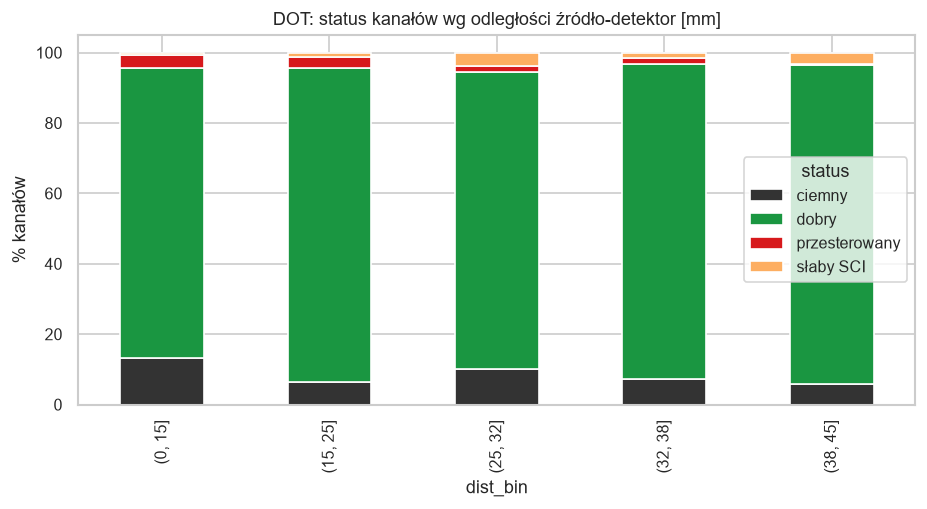 DOT: status kanałów wg odległości źródło-detektor [mm]
% kanałów
100
80
60
40
20
0
status
ciemny
dobry
przesterowany
słaby SCI
(0, 15]
(15, 25]
(25, 32]
(32, 38]
(38, 45]
dist_bin